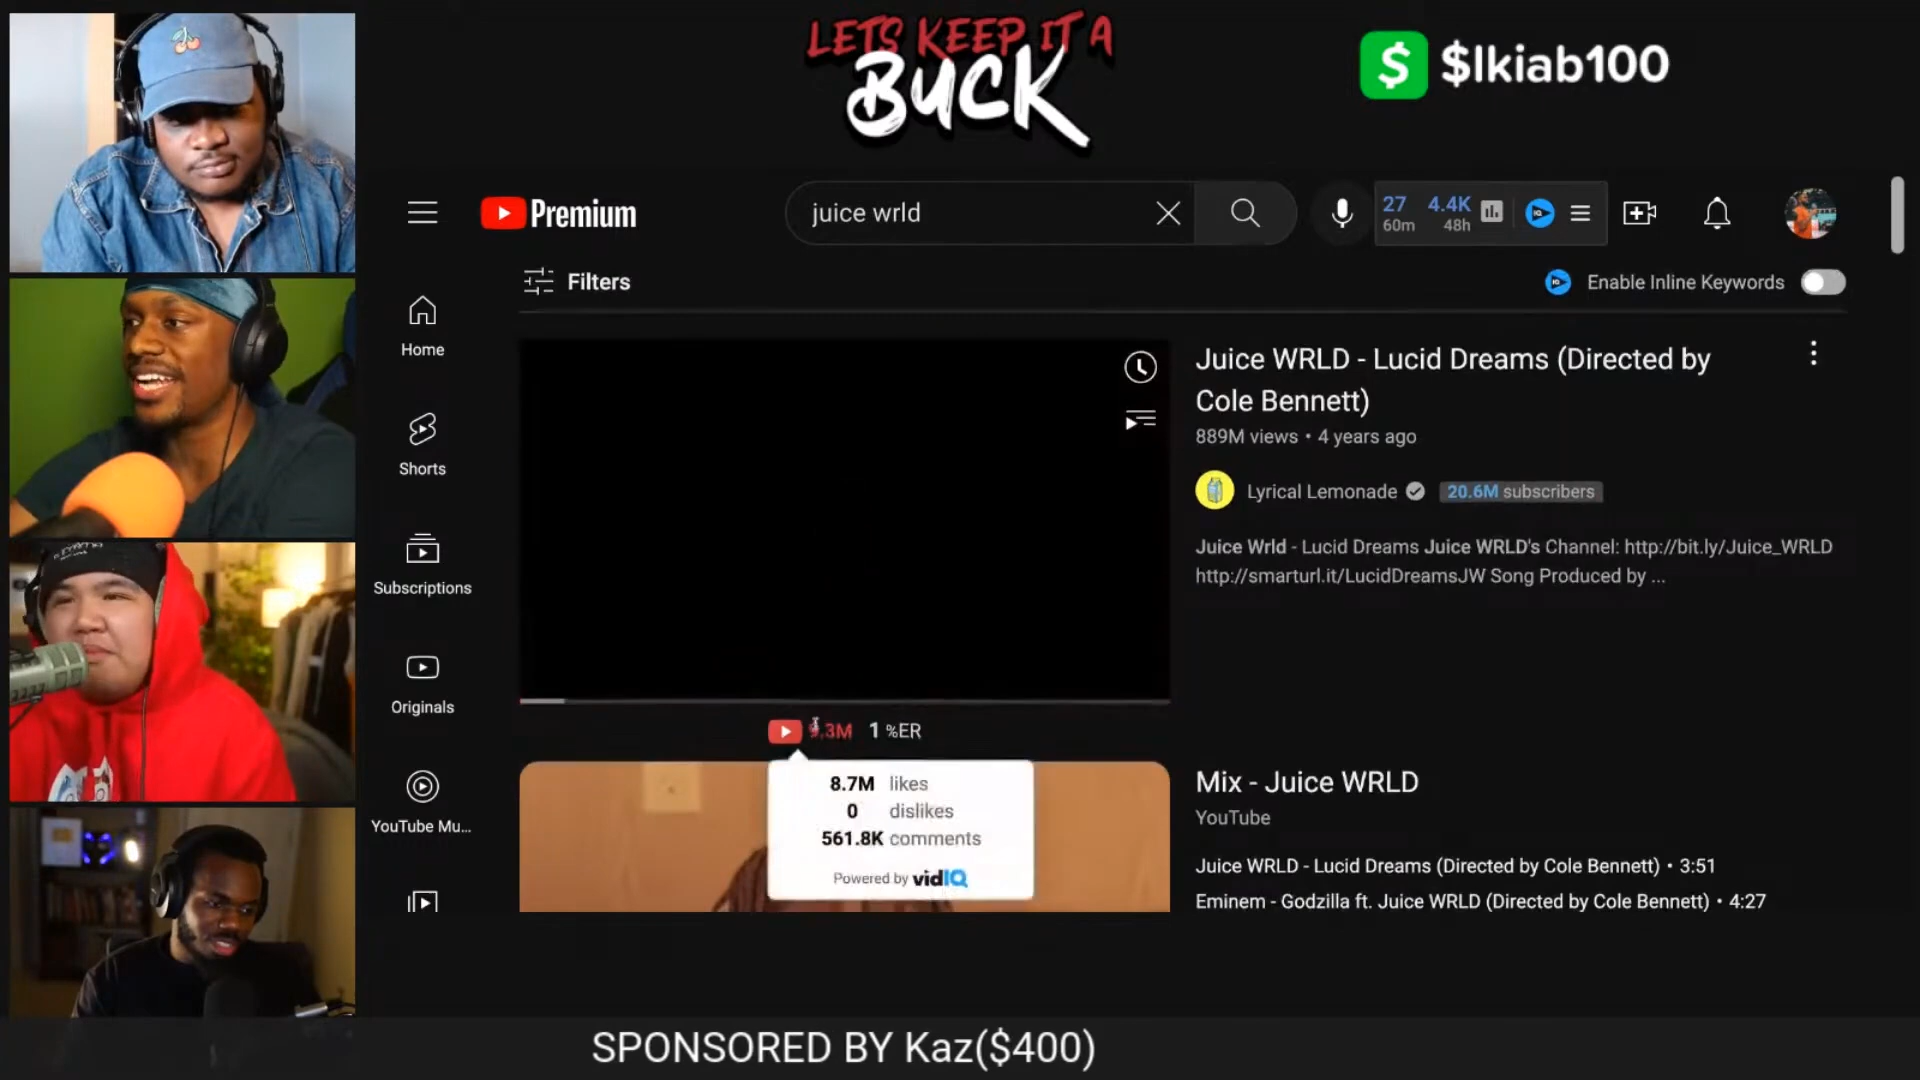 LETS KEEP IT A
BUCK
$ $lkiab100
Premium
juice wrld
27 4.4K
60m 48h
Filters
Enable Inline Keywords
Home
Shorts
Subscriptions
Originals
YouTube Mu...
Juice WRLD - Lucid Dreams (Directed by
Cole Bennett)
889M views • 4 years ago
Lyrical Lemonade 20.6M subscribers
Juice Wrld - Lucid Dreams Juice WRLD's Channel: http://bit.ly/Juice_WRLD
http://smarturl.it/LucidDreamsJW Song Produced by ...
1 %ER
8.7M likes
0 dislikes
561.8K comments
Powered by vidIQ
Mix - Juice WRLD
YouTube
Juice WRLD - Lucid Dreams (Directed by Cole Bennett) • 3:51
Eminem - Godzilla ft. Juice WRLD (Directed by Cole Bennett) • 4:27
SPONSORED BY Kaz($400)